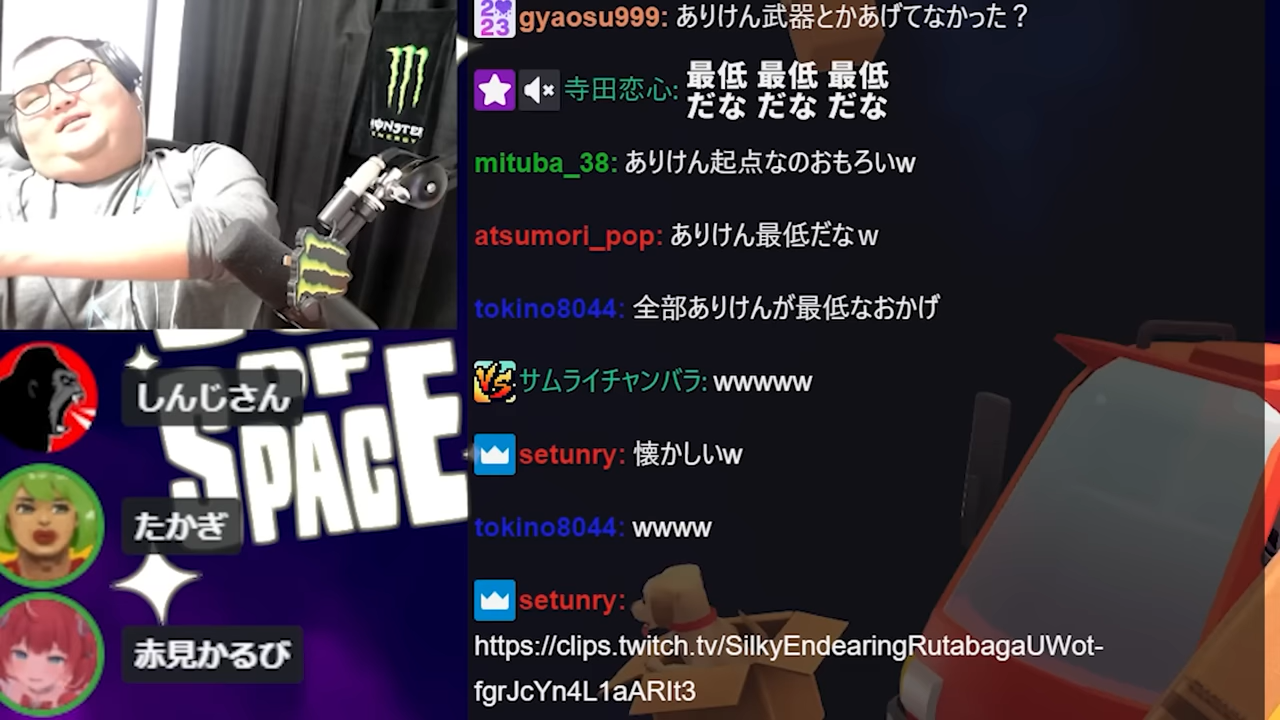 MONSTER
ENERGY
OF
SPACE
しんじさん
たかぎ
赤見かるび
2023
gyaosu999: ありけん武器とかあげてなかった？
寺田恋心: 最低だな 最低だな 最低だな
mituba_38: ありけん起点なのおもろいw
atsumori_pop: ありけん最低だなｗ
tokino8044: 全部ありけんが最低なおかげ
VS
サムライチャンバラ: wwwww
setunry: 懐かしいw
tokino8044: wwww
setunry:
https://clips.twitch.tv/SilkyEndearingRutabagaUWot-
fgrJcYn4L1aARIt3